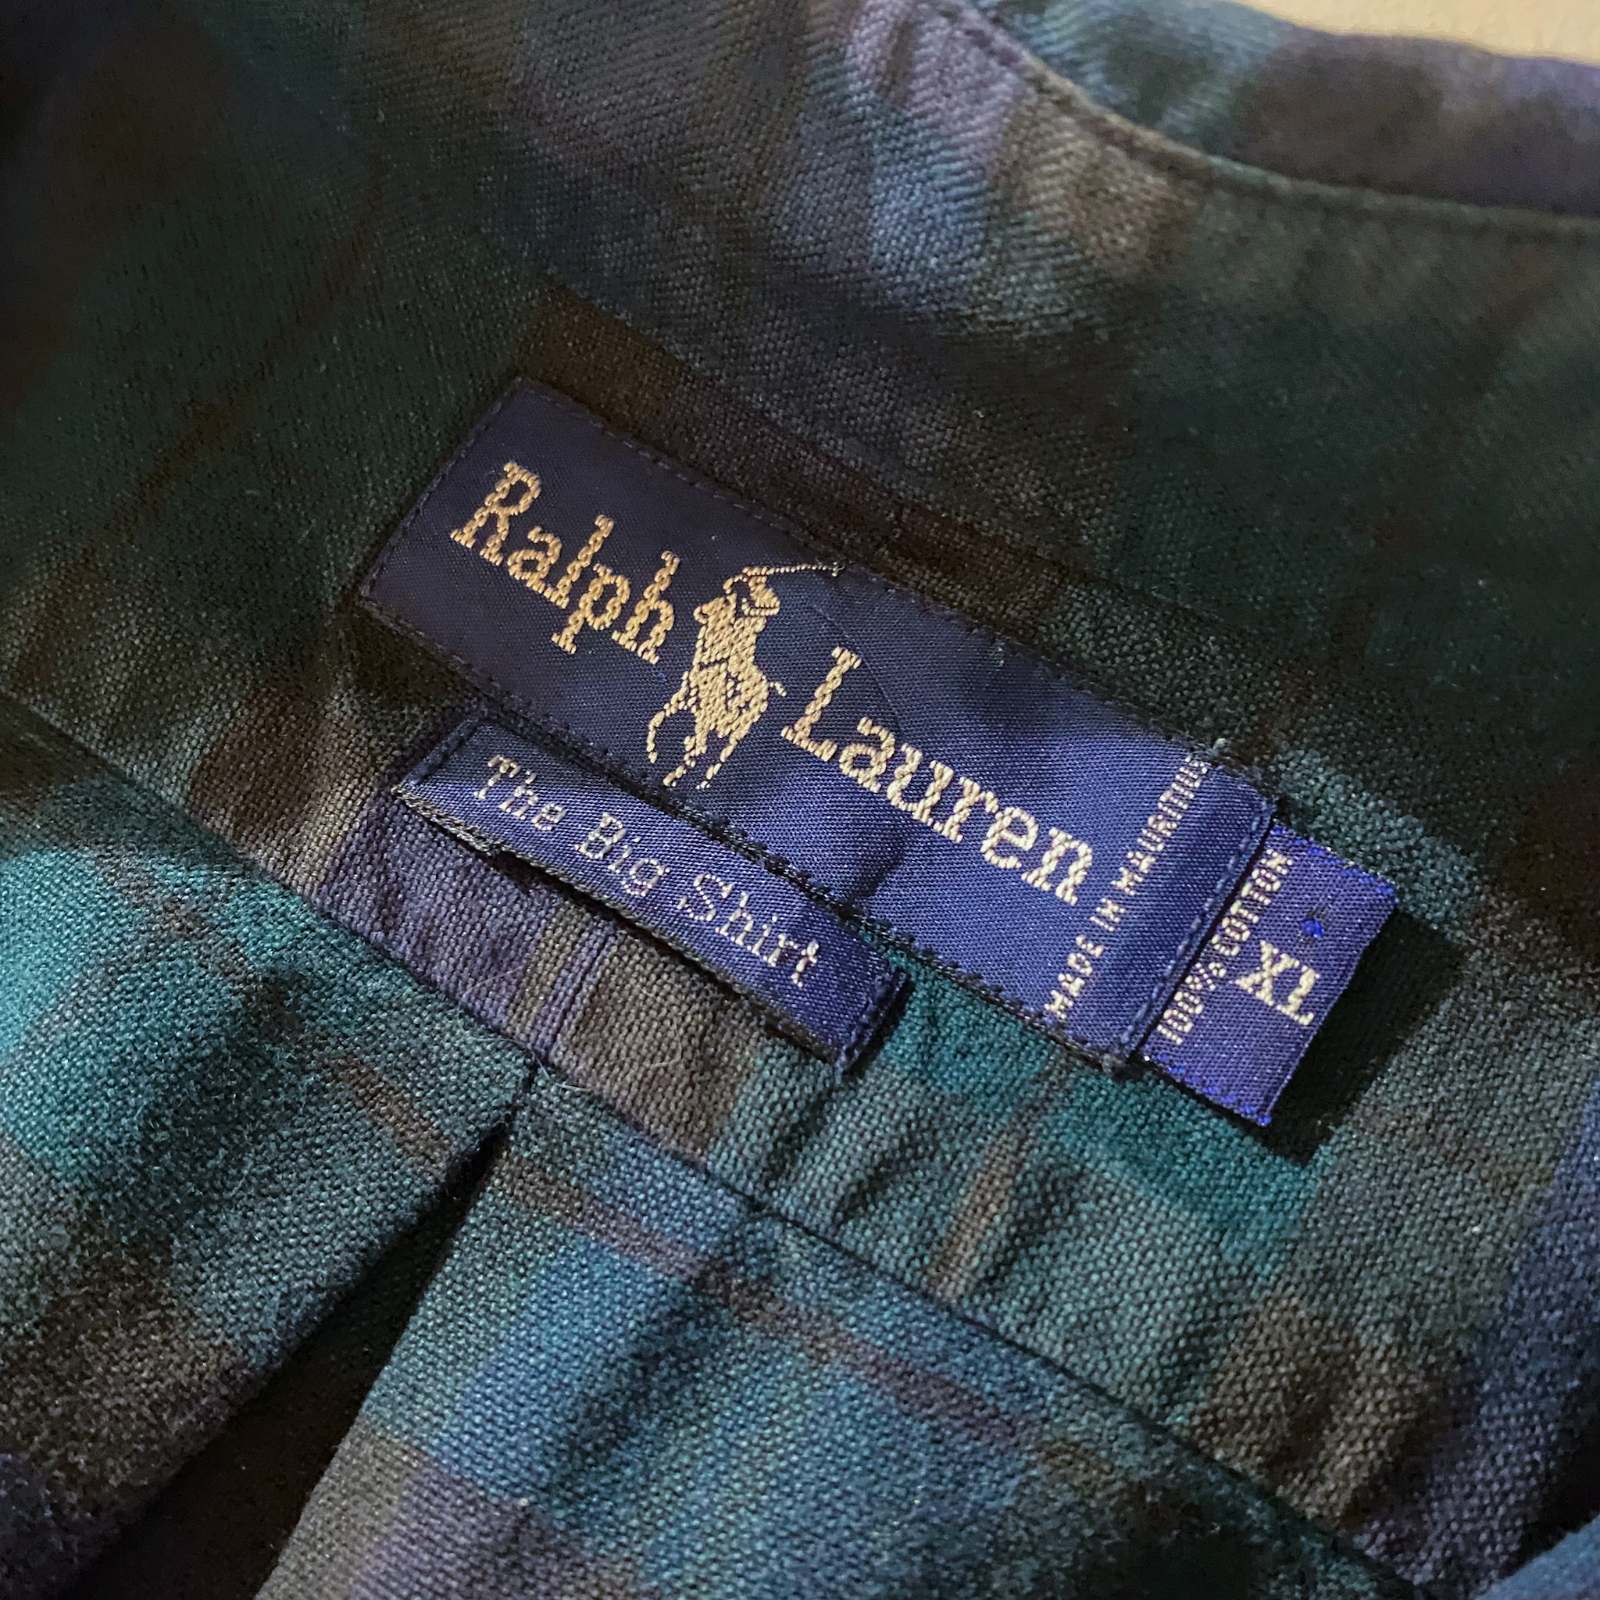 Ralph Lauren
MADE IN MAURITIUS
The Big Shirt
100% COTTON
XL